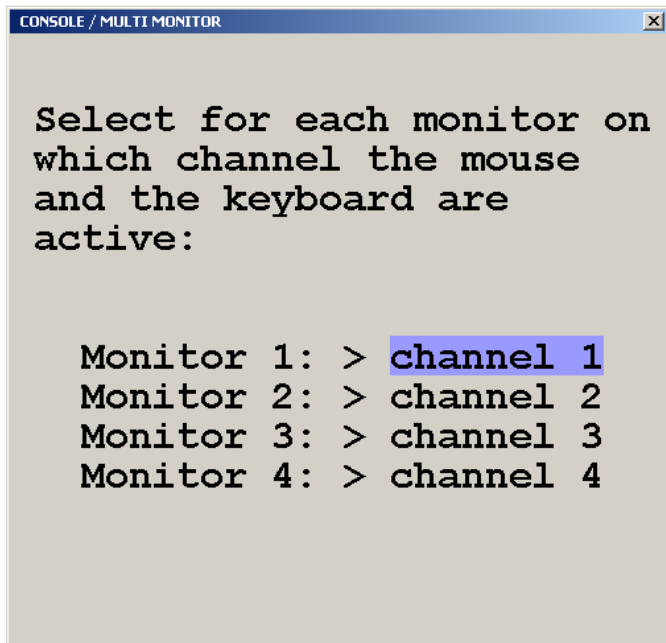 CONSOLE / MULTI MONITOR
Select for each monitor on
which channel the mouse
and the keyboard are
active:
Monitor 1: > channel 1
Monitor 2: > channel 2
Monitor 3: > channel 3
Monitor 4: > channel 4